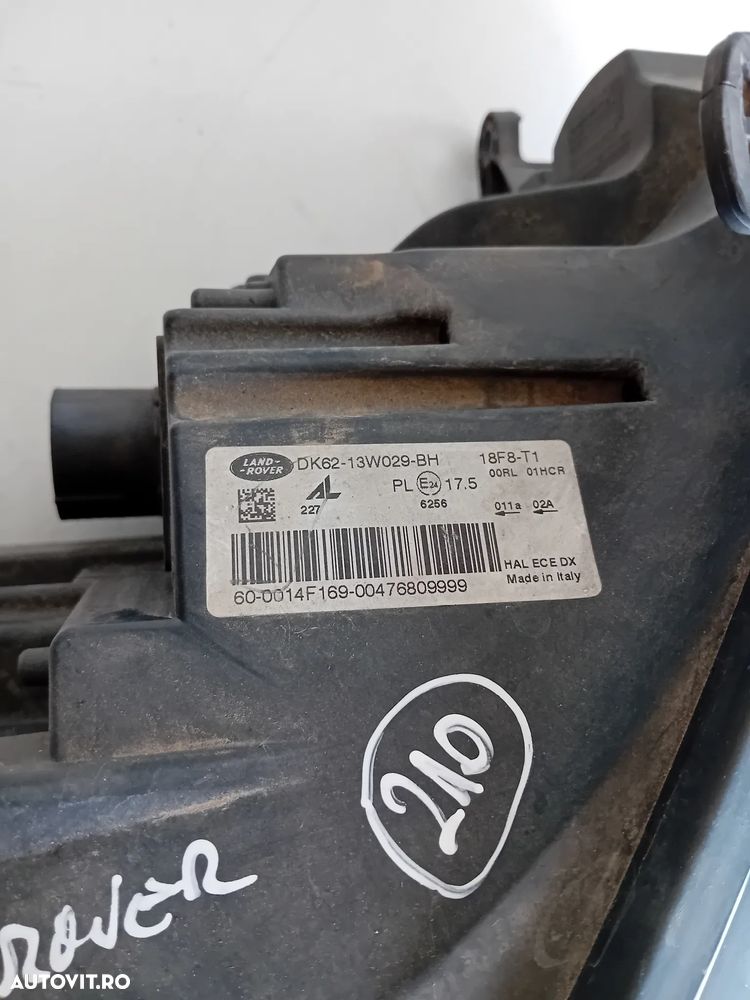 LAND-
-ROVER
DK62-13W029-BH 18F8-T1
00RL 01HCR
AL PL E24 17.5
227 6256 011a 02A
HAL ECE DX
Made in Italy
60-0014F169-00476809999
210
ROVER
AUTOVIT.RO